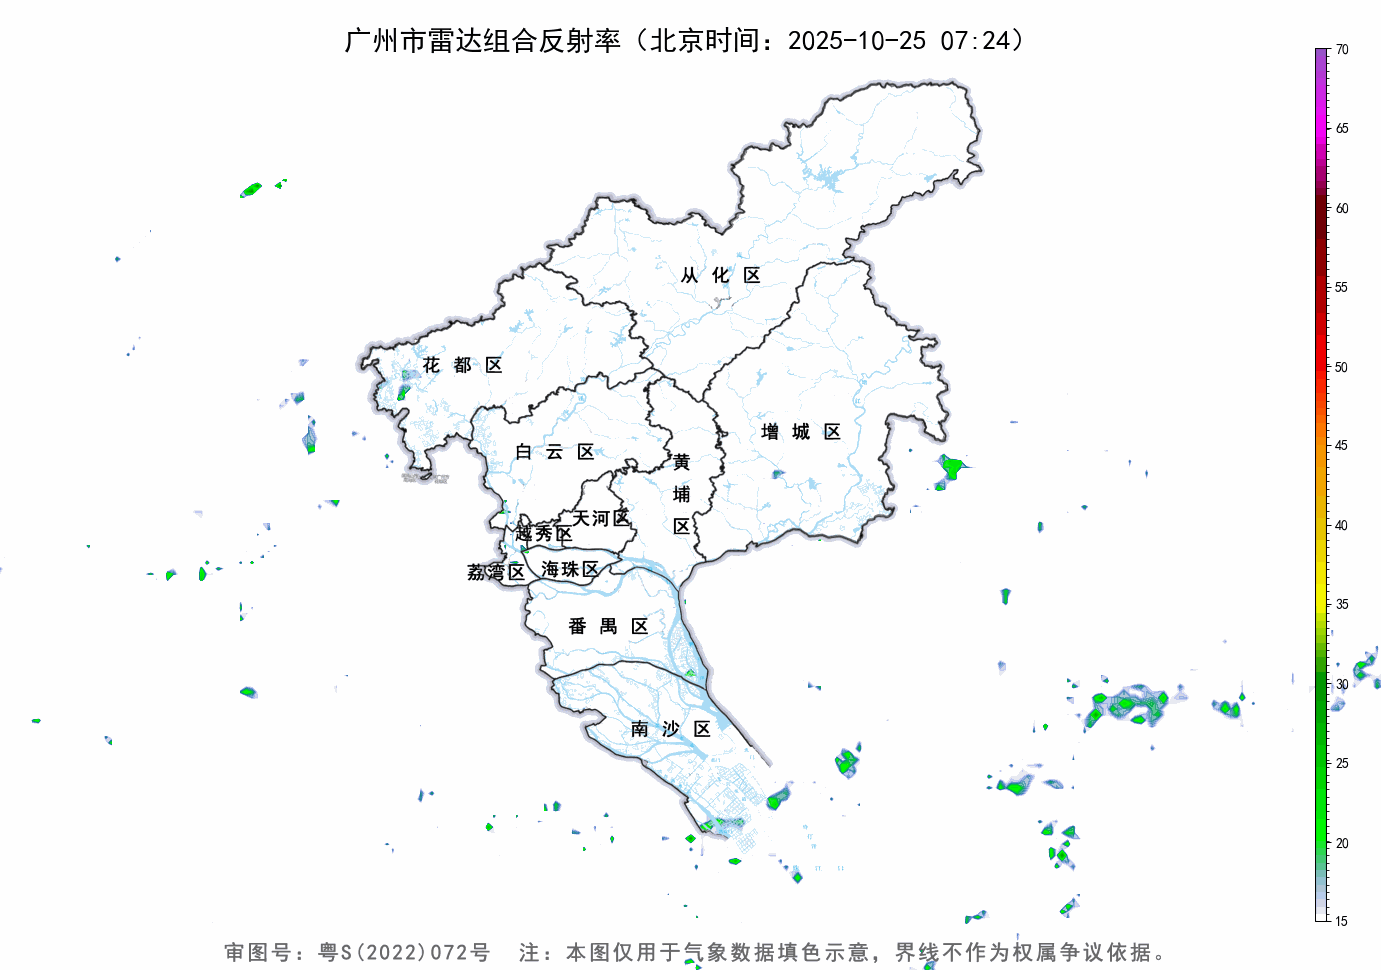 广州市雷达组合反射率（北京时间：2025-10-25 07:24）
70
65
60
55
50
45
40
35
30
25
20
15
从化区
花都区
增城区
白云区
黄埔区
天河区
越秀区
荔湾区
海珠区
番禺区
南沙区
审图号：粤S(2022)072号 注：本图仅用于气象数据填色示意，界线不作为权属争议依据。